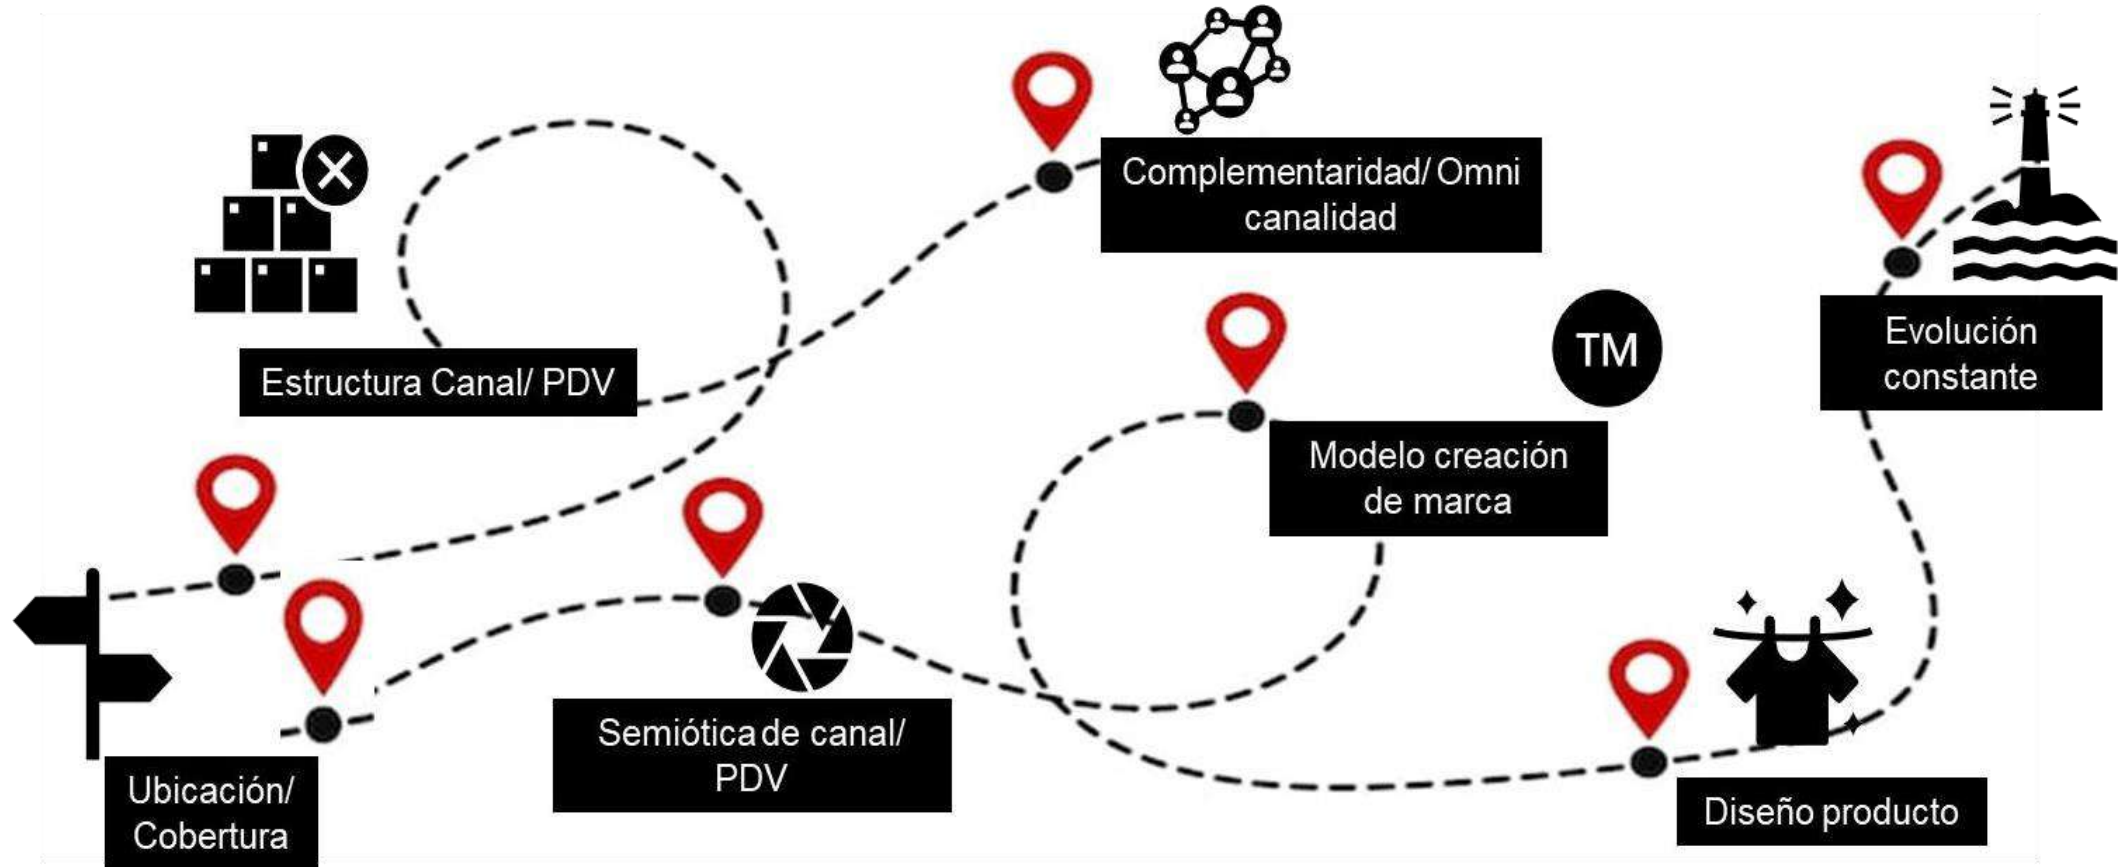 Complementaridad/ Omni
canalidad
Estructura Canal/ PDV
Evolución
constante
TM
Modelo creación
de marca
Semiótica de canal/
PDV
Ubicación/
Cobertura
Diseño producto